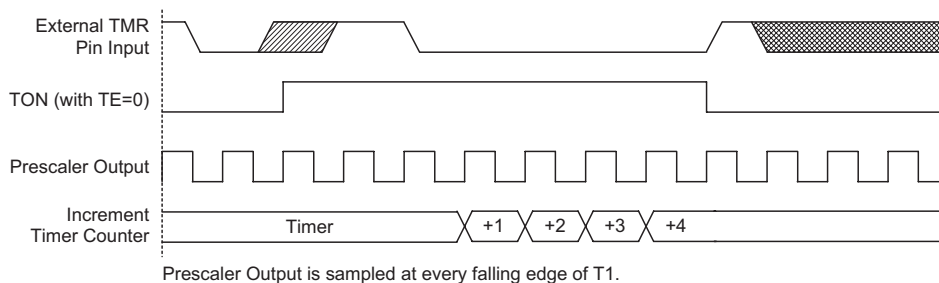 External TMR
Pin Input
TON (with TE=0)
Prescaler Output
Increment
Timer Counter
Timer
+1
+2
+3
+4
Prescaler Output is sampled at every falling edge of T1.